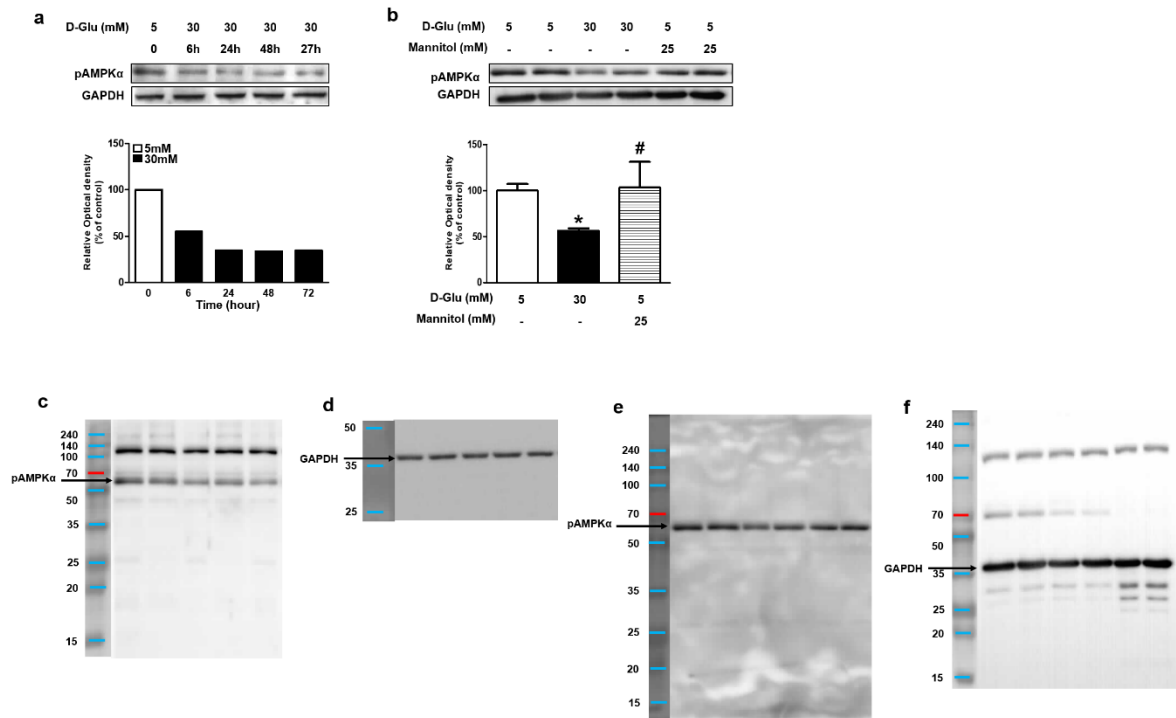 a
D-Glu (mM) 5 30 30 30 30
0 6h 24h 48h 27h
pAMPKα
GAPDH
Relative Optical density
(% of control)
150
100
50
0
5mM
30mM
0 6 24 48 72
Time (hour)
b
D-Glu (mM) 5 5 30 30 5 5
Mannitol (mM) - - - - 25 25
pAMPKα
GAPDH
Relative Optical density
(% of control)
150
100
50
0
*
#
D-Glu (mM) 5 30 5
Mannitol (mM) - - 25
c
240
140
100
70
pAMPKα
50
35
25
20
15
d
50
GAPDH
35
25
e
240
140
100
70
pAMPKα
50
35
25
20
15
f
240
140
100
70
50
GAPDH
35
25
20
15